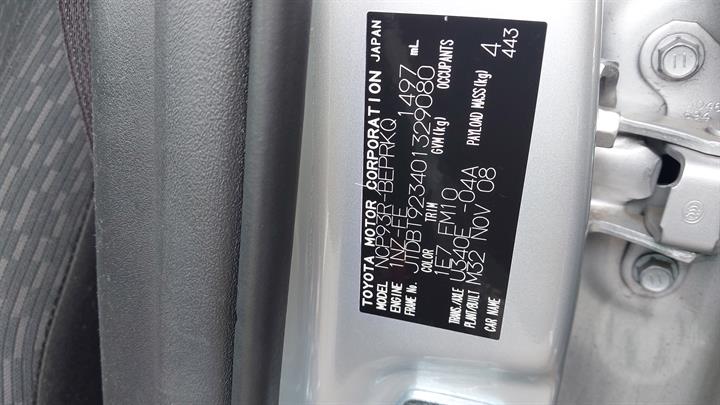 TOYOTA MOTOR CORPORATION JAPAN
MODEL NCP93R-BEPRKQ
ENGINE 1NZ-FE 1497 mL
FRAME No. JTDBT923401329080
COLOR TRIM GVM(kg) OCCUPANTS
1E7 FM10 4
TRANS./AXLE U340E -04A PAYLOAD MASS(kg) 443
PLANT/BUILT M32 NOV 08
CAR NAME